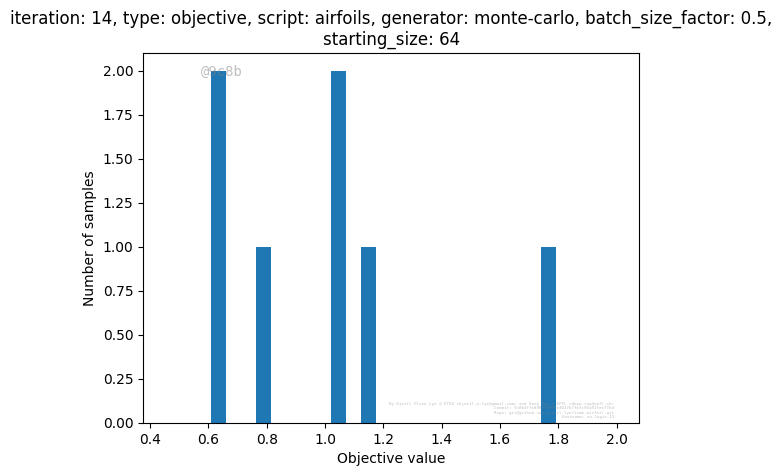 iteration: 14, type: objective, script: airfoils, generator: monte-carlo, batch_size_factor: 0.5,
starting_size: 64
2.00
1.75
1.50
1.25
1.00
0.75
0.50
0.25
0.00
Number of samples
0.4 0.6 0.8 1.0 1.2 1.4 1.6 1.8 2.0
Objective value